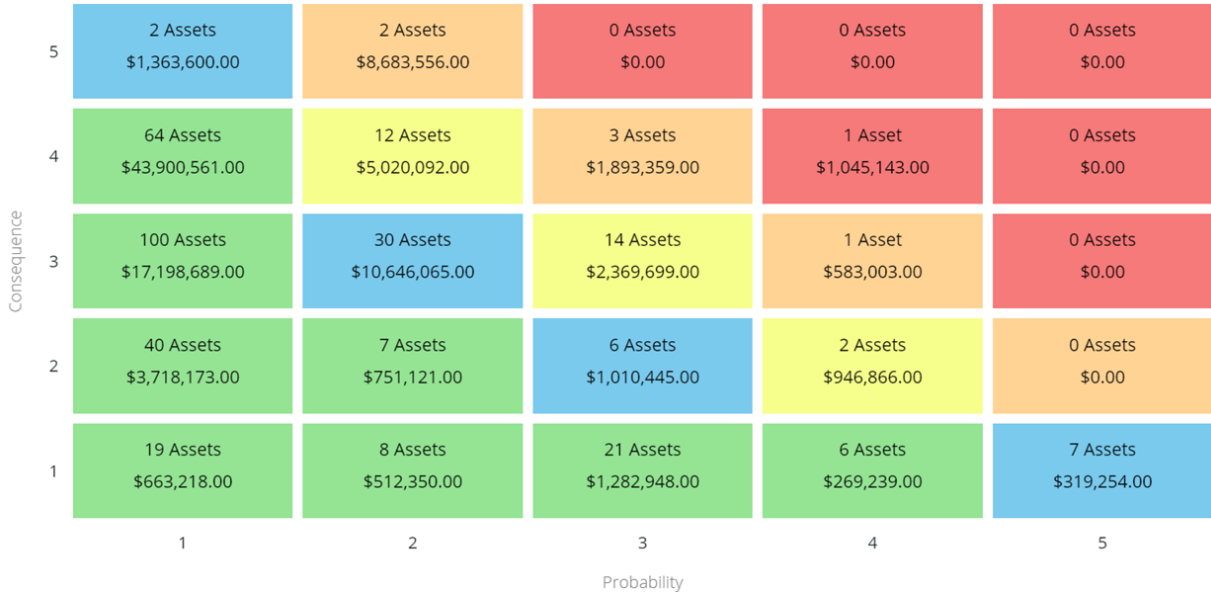 5
2 Assets
$1,363,600.00
2 Assets
$8,683,556.00
0 Assets
$0.00
0 Assets
$0.00
0 Assets
$0.00
4
64 Assets
$43,900,561.00
12 Assets
$5,020,092.00
3 Assets
$1,893,359.00
1 Asset
$1,045,143.00
0 Assets
$0.00
Consequence
3
100 Assets
$17,198,689.00
30 Assets
$10,646,065.00
14 Assets
$2,369,699.00
1 Asset
$583,003.00
0 Assets
$0.00
2
40 Assets
$3,718,173.00
7 Assets
$751,121.00
6 Assets
$1,010,445.00
2 Assets
$946,866.00
0 Assets
$0.00
1
19 Assets
$663,218.00
8 Assets
$512,350.00
21 Assets
$1,282,948.00
6 Assets
$269,239.00
7 Assets
$319,254.00
1
2
3
4
5
Probability